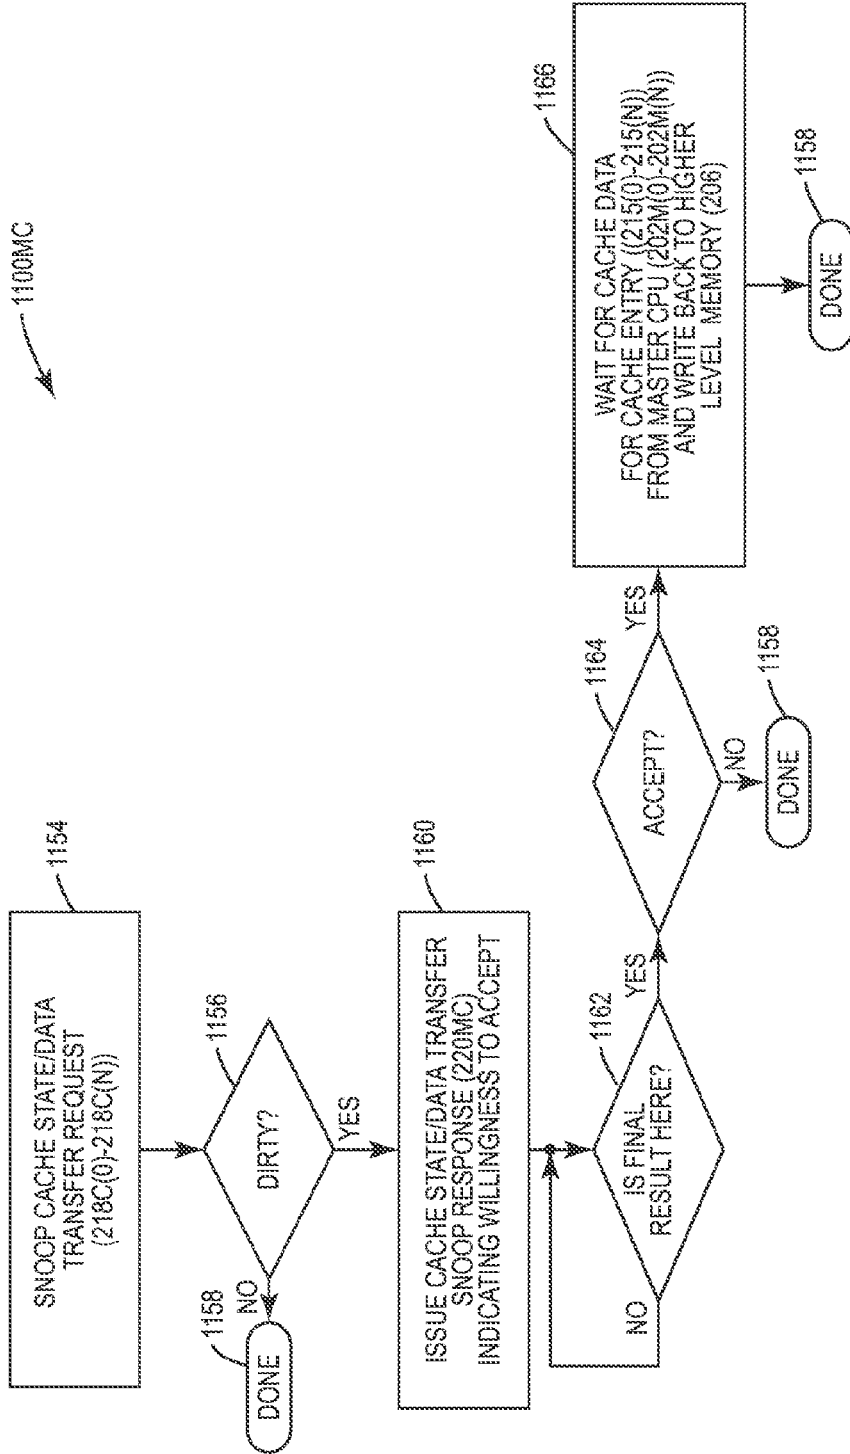 1100MC
SNOOP CACHE STATE/DATA
TRANSFER REQUEST
(218C(0)-218C(N))
1154
DIRTY?
1156
NO
1158
DONE
YES
ISSUE CACHE STATE/DATA TRANSFER
SNOOP RESPONSE (220MC)
INDICATING WILLINGNESS TO ACCEPT
1160
IS FINAL
RESULT HERE?
1162
NO
YES
ACCEPT?
1164
NO
DONE
1158
YES
WAIT FOR CACHE DATA
FOR CACHE ENTRY ((215(0)-215(N))
FROM MASTER CPU (202M(0)-202M(N))
AND WRITE BACK TO HIGHER
LEVEL MEMORY (206)
1166
DONE
1158